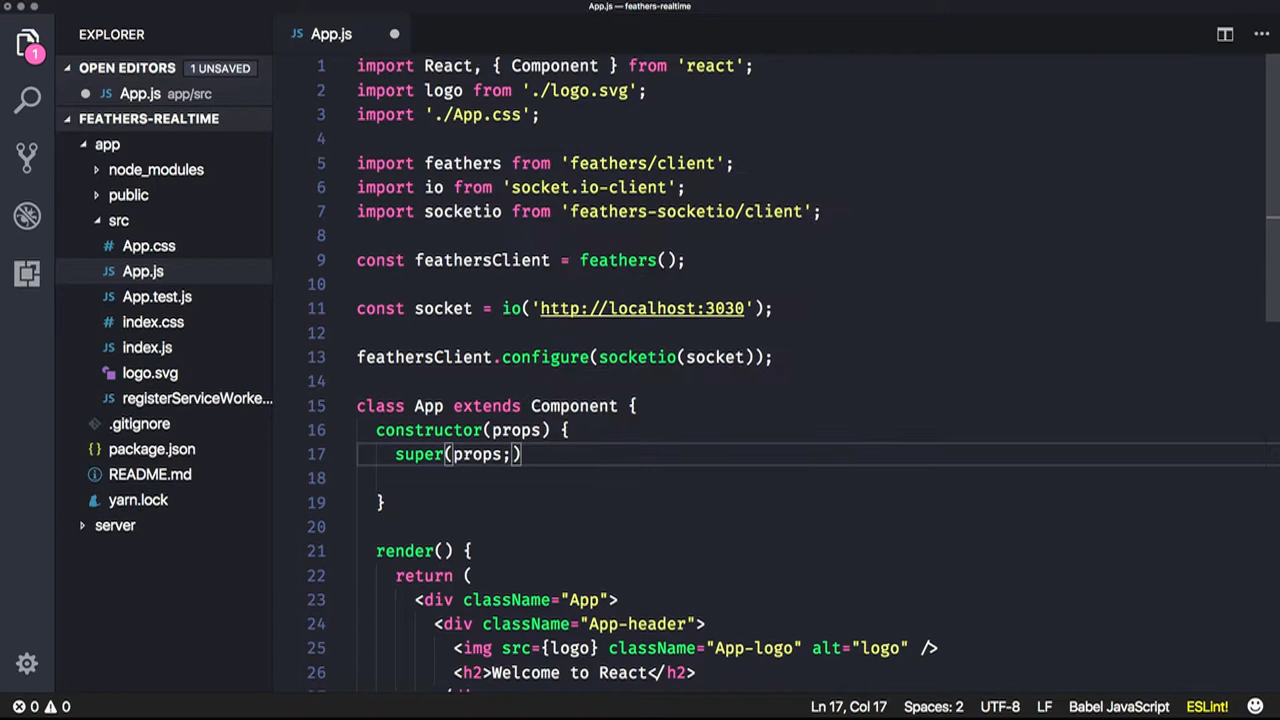 App.js — feathers-realtime
EXPLORER
OPEN EDITORS 1 UNSAVED
JS App.js app/src
FEATHERS-REALTIME
app
node_modules
public
src
# App.css
JS App.js
JS App.test.js
# index.css
JS index.js
logo.svg
JS registerServiceWorke...
.gitignore
{} package.json
README.md
yarn.lock
server
1
JS App.js
1 import React, { Component } from 'react';
2 import logo from './logo.svg';
3 import './App.css';
4
5 import feathers from 'feathers/client';
6 import io from 'socket.io-client';
7 import socketio from 'feathers-socketio/client';
8
9 const feathersClient = feathers();
10
11 const socket = io('http://localhost:3030');
12
13 feathersClient.configure(socketio(socket));
14
15 class App extends Component {
16 constructor(props) {
17 super(props;)
18
19 }
20
21 render() {
22 return (
23 <div className="App">
24 <div className="App-header">
25 <img src={logo} className="App-logo" alt="logo" />
26 <h2>Welcome to React</h2>
0 0 Ln 17, Col 17 Spaces: 2 UTF-8 LF Babel JavaScript ESLint!